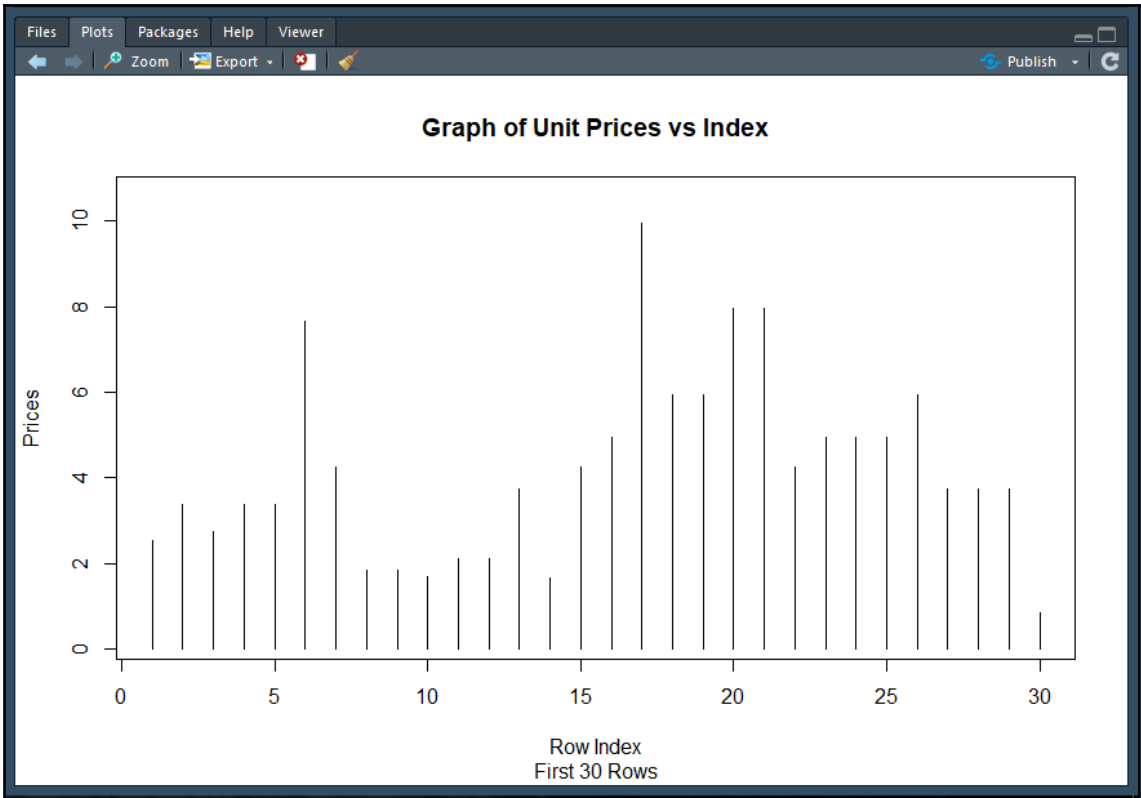 Files Plots Packages Help Viewer
Zoom Export Publish
Graph of Unit Prices vs Index
Prices
10
8
6
4
2
0
0 5 10 15 20 25 30
Row Index
First 30 Rows